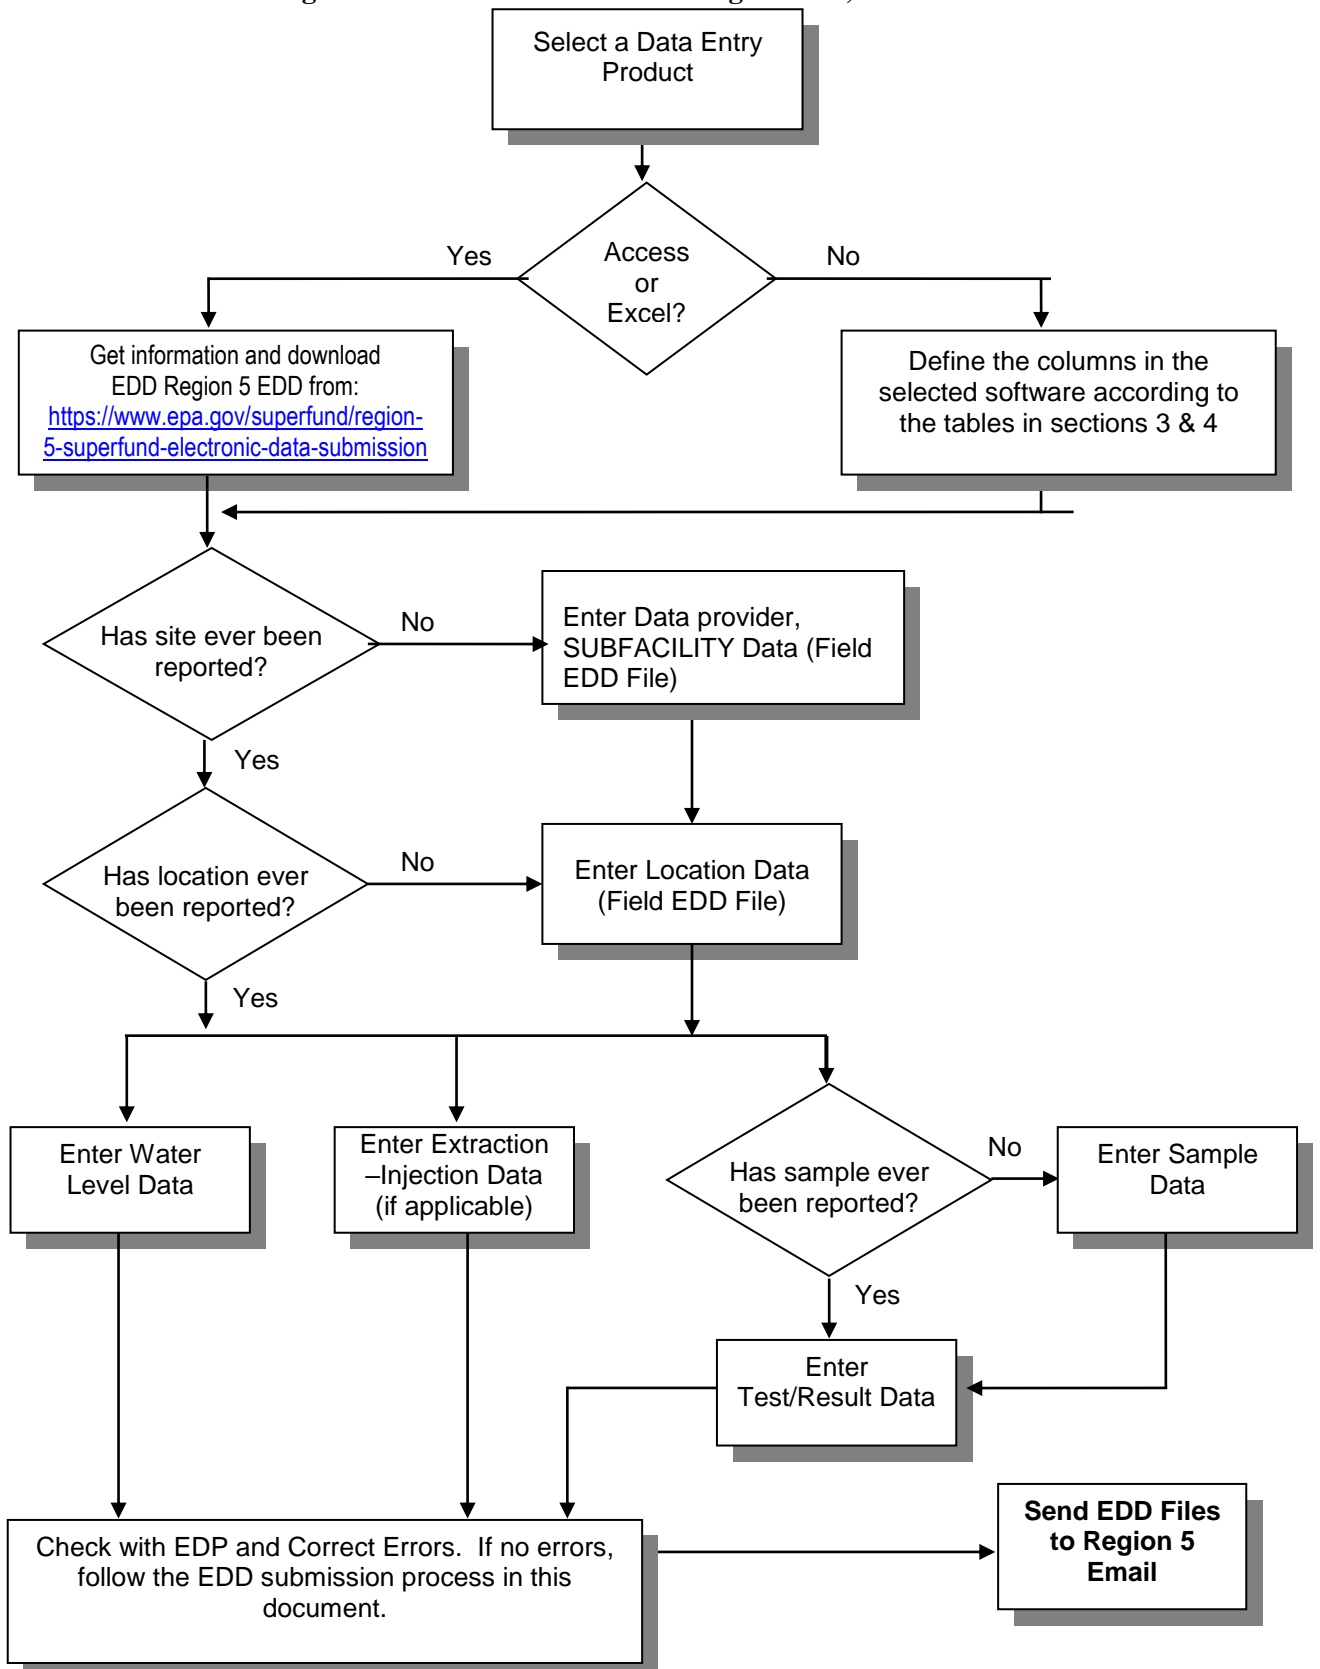 Select a Data Entry
Product
Access
or
Excel?
Yes
No
Get information and download
EDD Region 5 EDD from:
https://www.epa.gov/superfund/region-
5-superfund-electronic-data-submission
Define the columns in the
selected software according to
the tables in sections 3 & 4
Has site ever been
reported?
No
Enter Data provider,
SUBFACILITY Data (Field
EDD File)
Yes
Has location ever
been reported?
No
Enter Location Data
(Field EDD File)
Yes
Enter Water
Level Data
Enter Extraction
–Injection Data
(if applicable)
Has sample ever
been reported?
No
Enter Sample
Data
Yes
Enter
Test/Result Data
Check with EDP and Correct Errors.  If no errors,
follow the EDD submission process in this
document.
Send EDD Files
to Region 5
Email